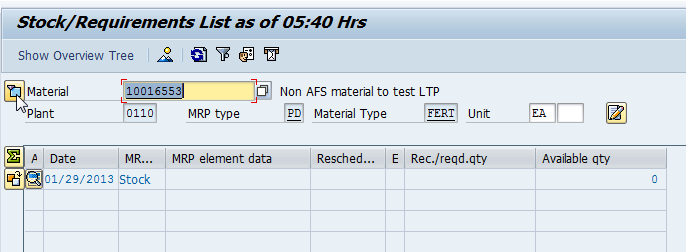 Stock/Requirements List as of 05:40 Hrs
Show Overview Tree
Material 10016553 Non AFS material to test LTP
Plant 0110 MRP type PD Material Type FERT Unit EA
A Date MR... MRP element data Resched... E Rec./reqd.qty Available qty
01/29/2013 Stock 0